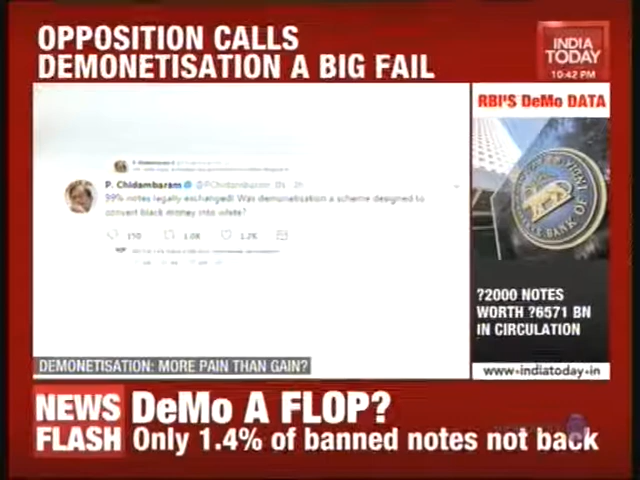 OPPOSITION CALLS
DEMONETISATION A BIG FAIL
INDIA
TODAY
10:42 PM
RBI'S DeMo DATA
P. Chidambaram
99% notes legally exchanged! Was demonetisation a scheme designed to
convert black money into white?
150 1.0K 1.2K
BANK OF
?2000 NOTES
WORTH ?6571 BN
IN CIRCULATION
DEMONETISATION: MORE PAIN THAN GAIN?
www.indiatoday.in
NEWS
FLASH
DeMo A FLOP?
Only 1.4% of banned notes not back